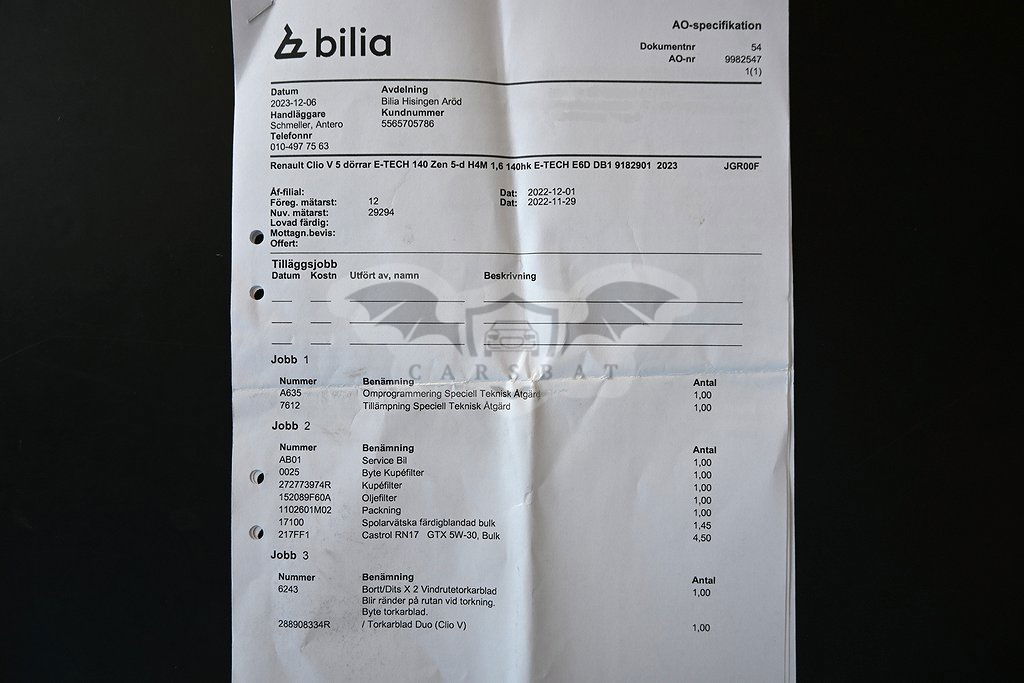 bilia
AO-specifikation
Dokumentnr 54
AO-nr 9982547
1(1)
Datum Avdelning
2023-12-06 Bilia Hisingen Aröd
Handläggare Kundnummer
Schmeller, Antero 5565705786
Telefonnr
010-497 75 63
Renault Clio V 5 dörrar E-TECH 140 Zen 5-d H4M 1,6 140hk E-TECH E6D DB1 9182901 2023 JGR00F
Åf-filial: Dat: 2022-12-01
Föreg. mätarst: 12 Dat: 2022-11-29
Nuv. mätarst: 29294
Lovad färdig:
Mottagn.bevis:
Offert:
Tilläggsjobb
Datum Kostn Utfört av, namn Beskrivning
CARSBAT
Jobb 1
Nummer Benämning Antal
A635 Omprogrammering Speciell Teknisk Åtgärd 1,00
7612 Tillämpning Speciell Teknisk Åtgärd 1,00
Jobb 2
Nummer Benämning Antal
AB01 Service Bil 1,00
0025 Byte Kupéfilter 1,00
272773974R Kupéfilter 1,00
152089F60A Oljefilter 1,00
1102601M02 Packning 1,00
17100 Spolarvätska färdigblandad bulk 1,45
217FF1 Castrol RN17 GTX 5W-30, Bulk 4,50
Jobb 3
Nummer Benämning Antal
6243 Bortt/Dits X 2 Vindrutetorkarblad 1,00
Blir ränder på rutan vid torkning.
Byte torkarblad.
288908334R / Torkarblad Duo (Clio V) 1,00